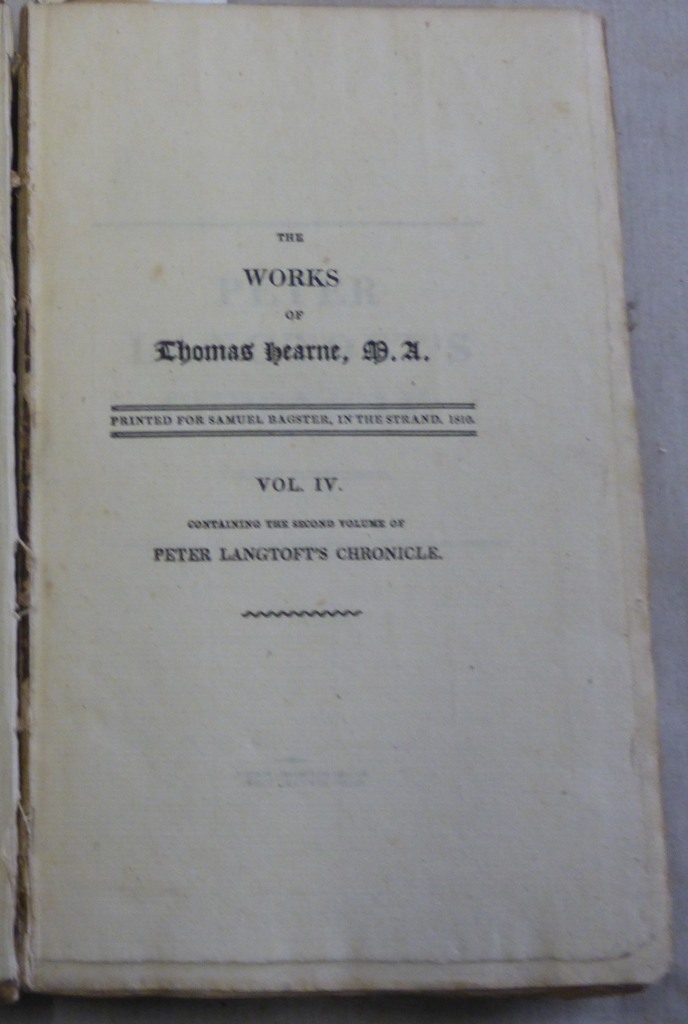 THE
WORKS
OF
Thomas Hearne, M.A.
PRINTED FOR SAMUEL BAGSTER, IN THE STRAND. 1810.
VOL. IV.
CONTAINING THE SECOND VOLUME OF
PETER LANGTOFT'S CHRONICLE.